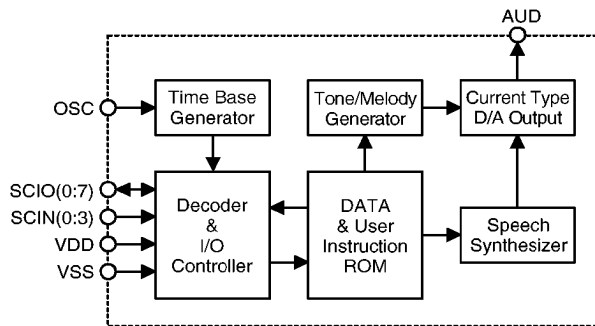 AUD
OSC
Time Base
Generator
Tone/Melody
Generator
Current Type
D/A Output
SCIO(0:7)
SCIN(0:3)
VDD
VSS
Decoder
&
I/O
Controller
DATA
& User
Instruction
ROM
Speech
Synthesizer